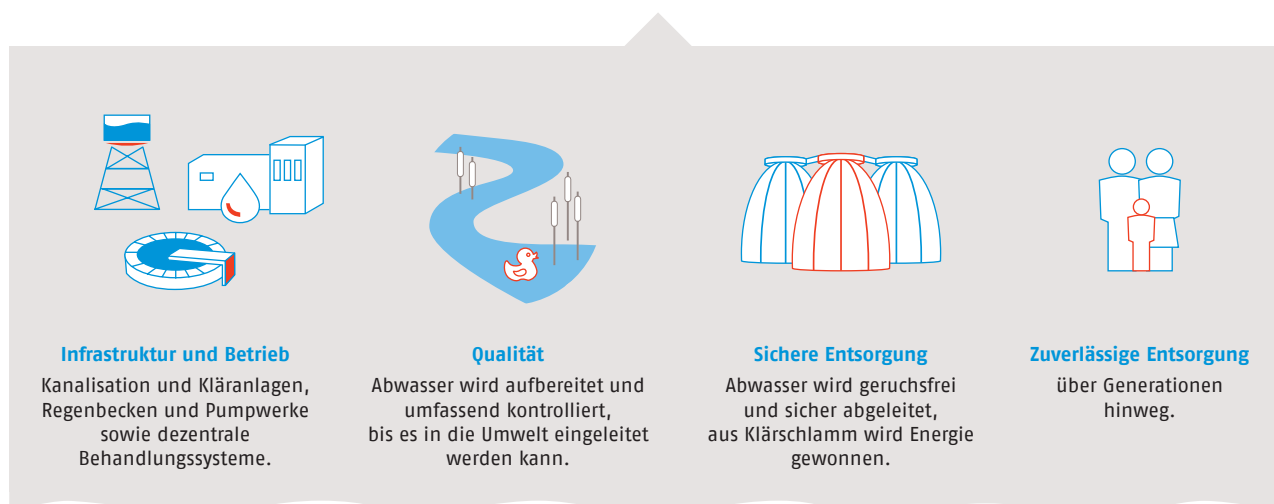 Infrastruktur und Betrieb
Kanalisation und Kläranlagen,
Regenbecken und Pumpwerke
sowie dezentrale
Behandlungssysteme.
Qualität
Abwasser wird aufbereitet und
umfassend kontrolliert,
bis es in die Umwelt eingeleitet
werden kann.
Sichere Entsorgung
Abwasser wird geruchsfrei
und sicher abgeleitet,
aus Klärschlamm wird Energie
gewonnen.
Zuverlässige Entsorgung
über Generationen
hinweg.